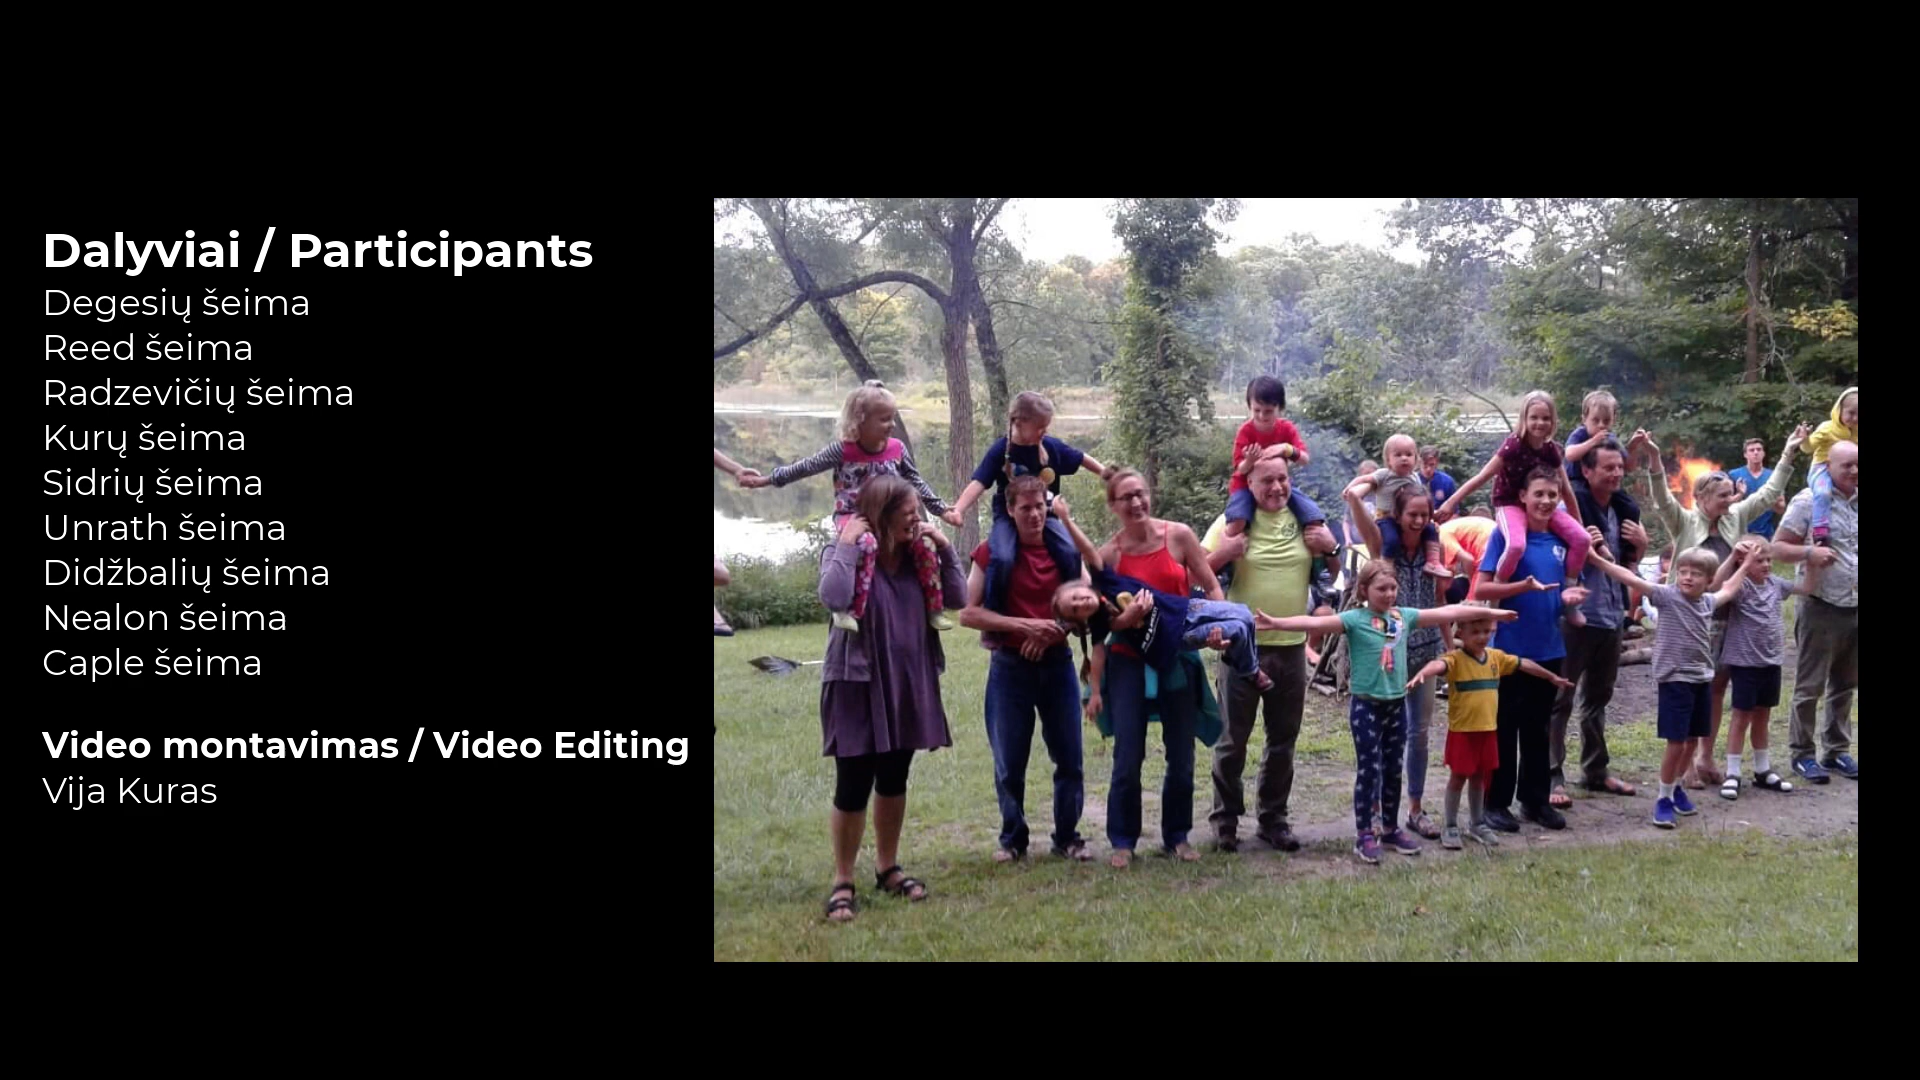 Dalyviai / Participants
Degesių šeima
Reed šeima
Radzevičių šeima
Kurų šeima
Sidrių šeima
Unrath šeima
Didžbalių šeima
Nealon šeima
Caple šeima
Video montavimas / Video Editing
Vija Kuras